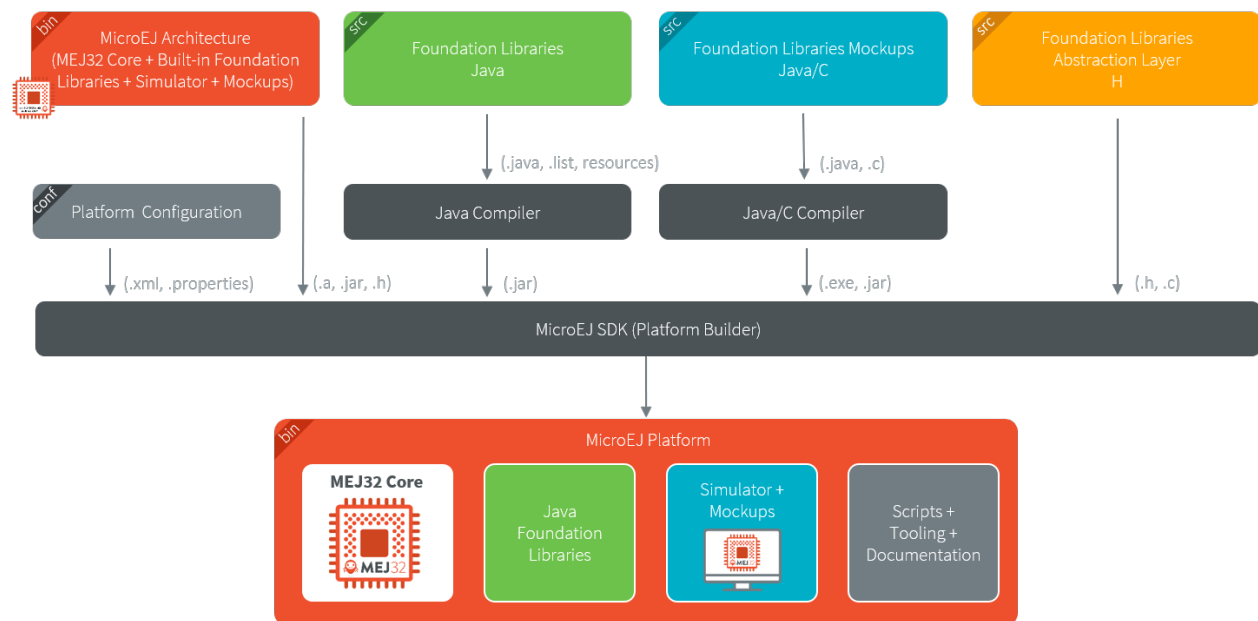 bin
MicroEJ Architecture
(MEJ32 Core + Built-in Foundation
Libraries + Simulator + Mockups)
src
Foundation Libraries
Java
src
Foundation Libraries Mockups
Java/C
src
Foundation Libraries
Abstraction Layer
H
(.java, .list, resources)
(.java, .c)
conf
Platform Configuration
Java Compiler
Java/C Compiler
(.xml, .properties)
(.a, .jar, .h)
(.jar)
(.exe, .jar)
(.h, .c)
MicroEJ SDK (Platform Builder)
bin
MicroEJ Platform
MEJ32 Core
MEJ32
Java
Foundation
Libraries
Simulator +
Mockups
MEJ32
Scripts +
Tooling +
Documentation